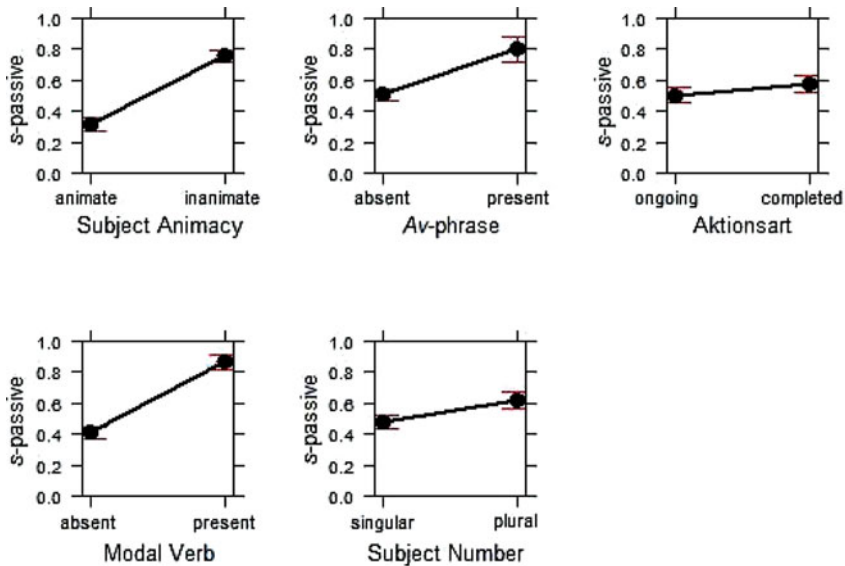 s-passive
1.0
0.8
0.6
0.4
0.2
0.0
animate inanimate
Subject Animacy
s-passive
1.0
0.8
0.6
0.4
0.2
0.0
absent present
Av-phrase
s-passive
1.0
0.8
0.6
0.4
0.2
0.0
ongoing completed
Aktionsart
s-passive
1.0
0.8
0.6
0.4
0.2
0.0
absent present
Modal Verb
s-passive
1.0
0.8
0.6
0.4
0.2
0.0
singular plural
Subject Number